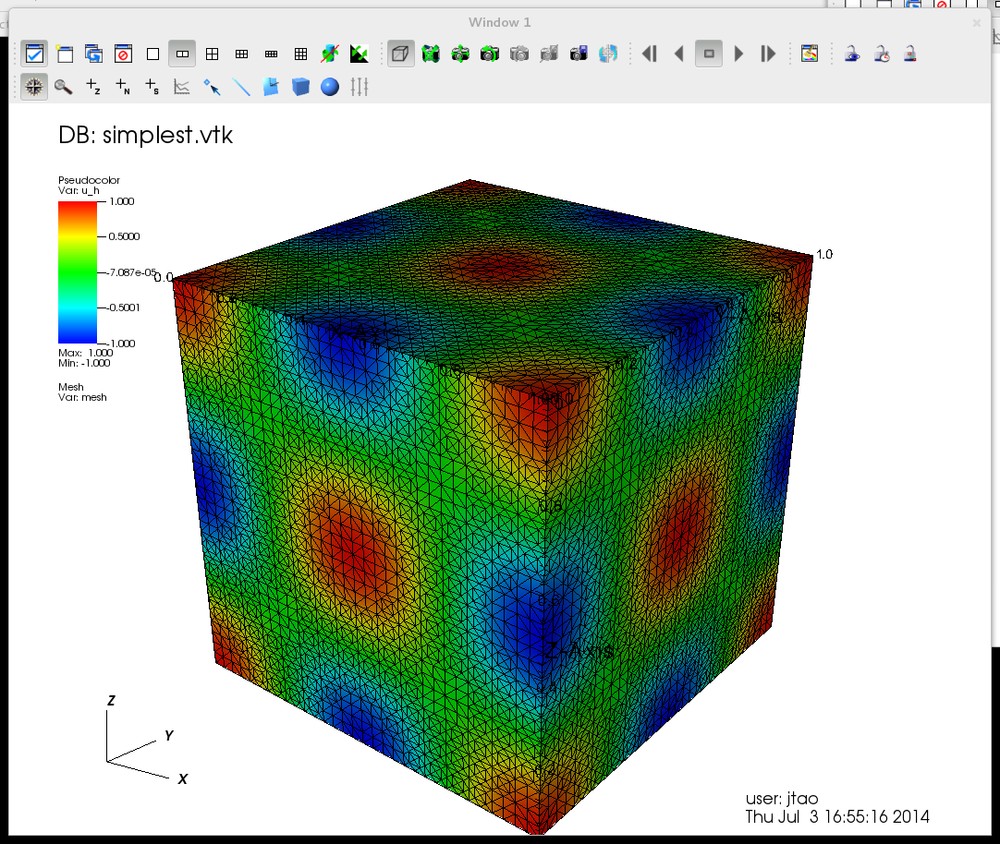 Window 1
DB: simplest.vtk
Pseudocolor
Var: u_h
1.000
0.5000
-7.087e-05
-0.5001
-1.000
Max: 1.000
Min: -1.000
Mesh
Var: mesh
0.0
1.0
X-Axis
Y-Axis
0.2
0.8
Z-Axis
Z
Y
X
user: jtao
Thu Jul 3 16:55:16 2014